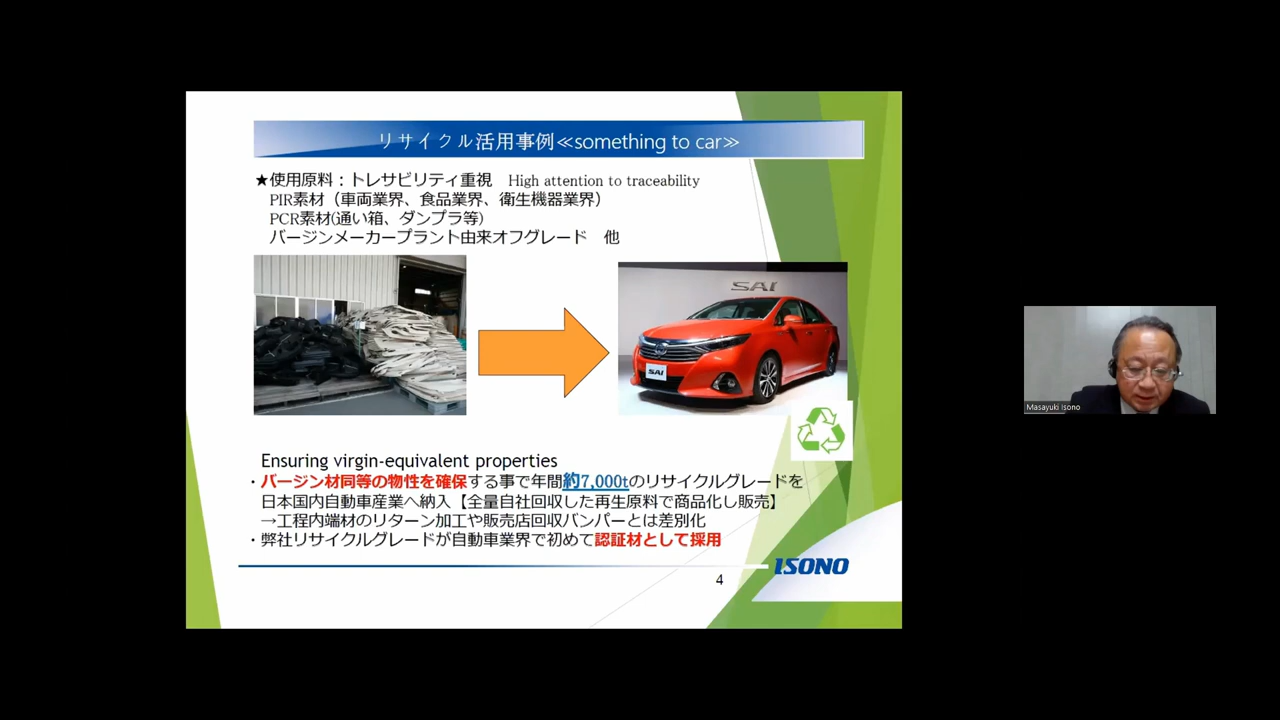 リサイクル活用事例≪something to car≫
★使用原料：トレサビリティ重視　High attention to traceability
PIR素材（車両業界、食品業界、衛生機器業界）
PCR素材(通い箱、ダンプラ等)
バージンメーカープラント由来オフグレード　他
SAI
SAI
Ensuring virgin-equivalent properties
・バージン材同等の物性を確保する事で年間約7,000tのリサイクルグレードを
日本国内自動車産業へ納入【全量自社回収した再生原料で商品化し販売】
→工程内端材のリターン加工や販売店回収バンパーとは差別化
・弊社リサイクルグレードが自動車業界で初めて認証材として採用
ISONO
4
Masayuki Isono